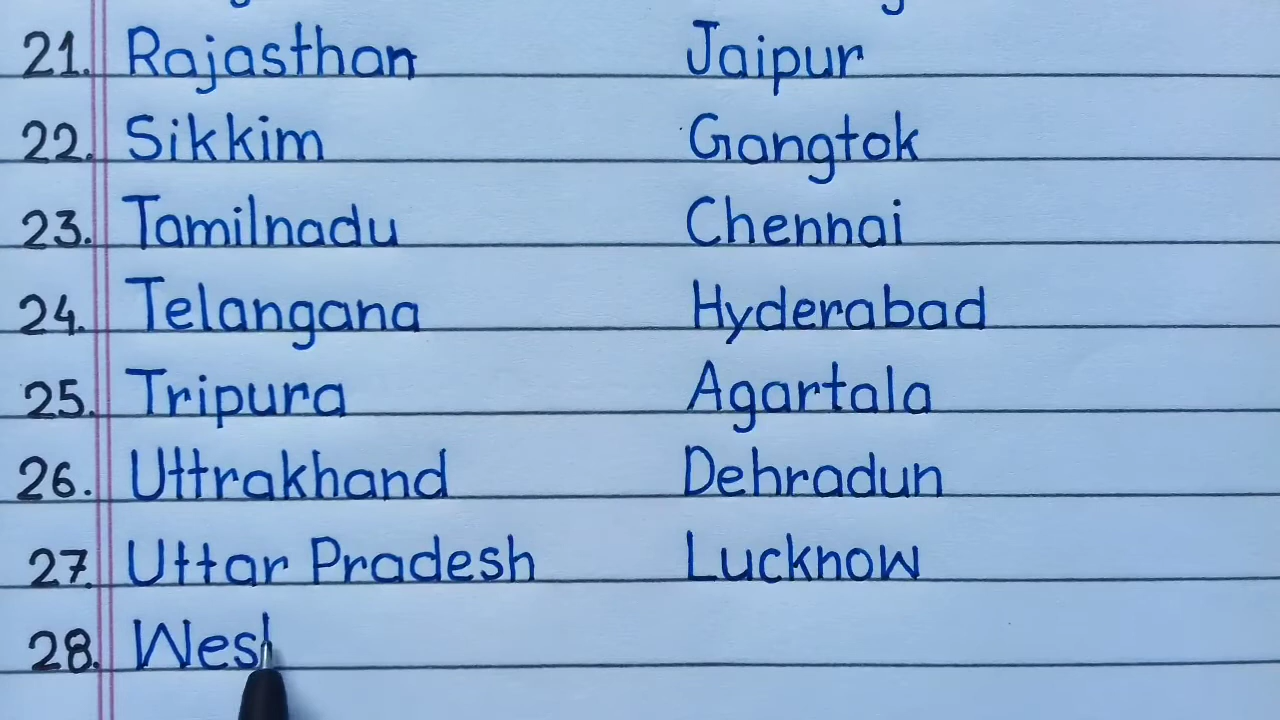 21. Rajasthan Jaipur
22. Sikkim Gangtok
23. Tamilnadu Chennai
24. Telangana Hyderabad
25. Tripura Agartala
26. Uttrakhand Dehradun
27. Uttar Pradesh Lucknow
28. Wes